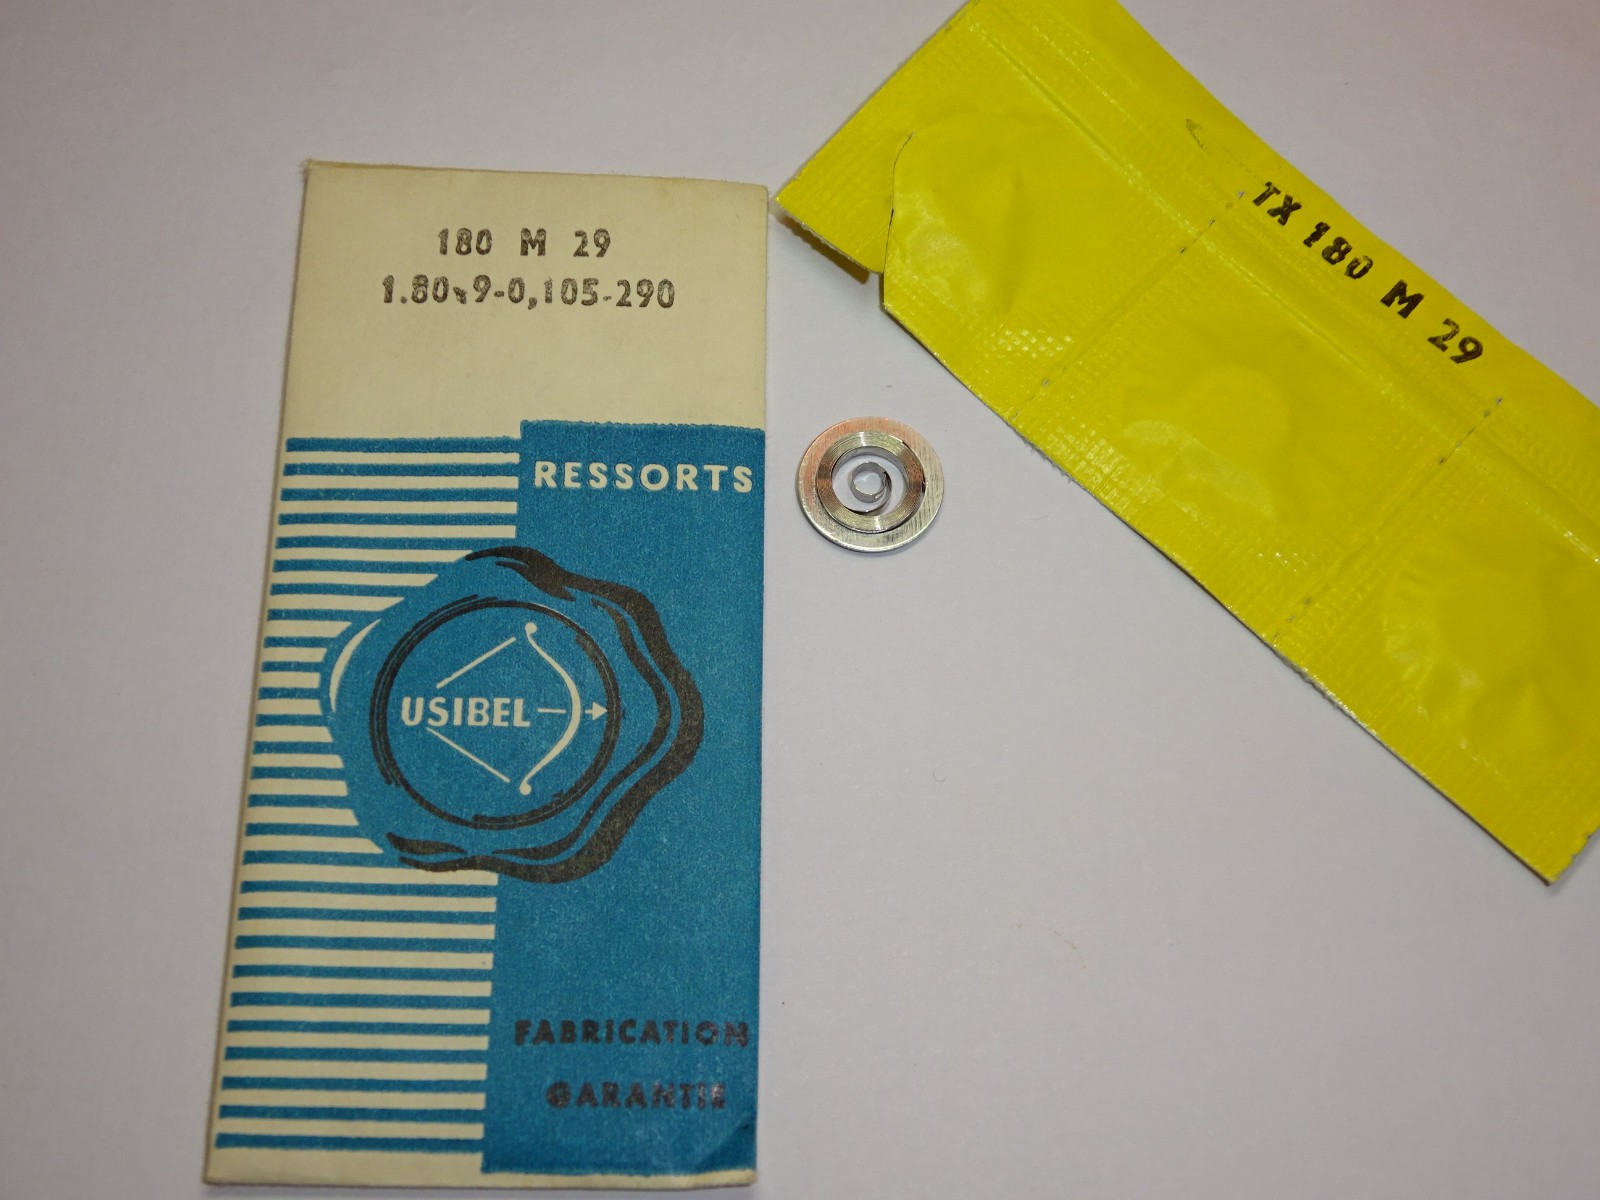 180 M 29
1.80x9-0,105-290
RESSORTS
USIBEL
FABRICATION
GARANTIE
TX 180 M 29